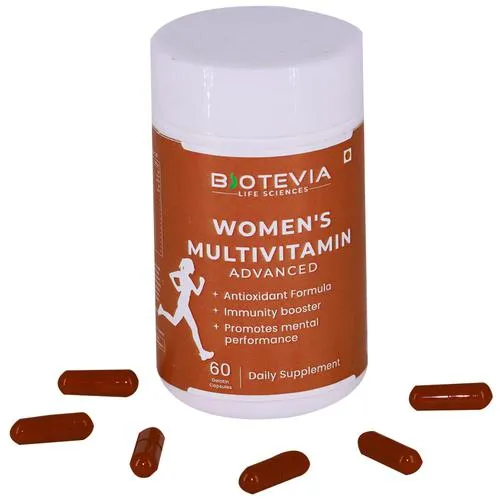 BIOTEVIA
LIFE SCIENCES
WOMEN'S
MULTIVITAMIN
ADVANCED
+ Antioxidant Formula
+ Immunity booster
+ Promotes mental
performance
60
Gelatin
Capsules
Daily Supplement